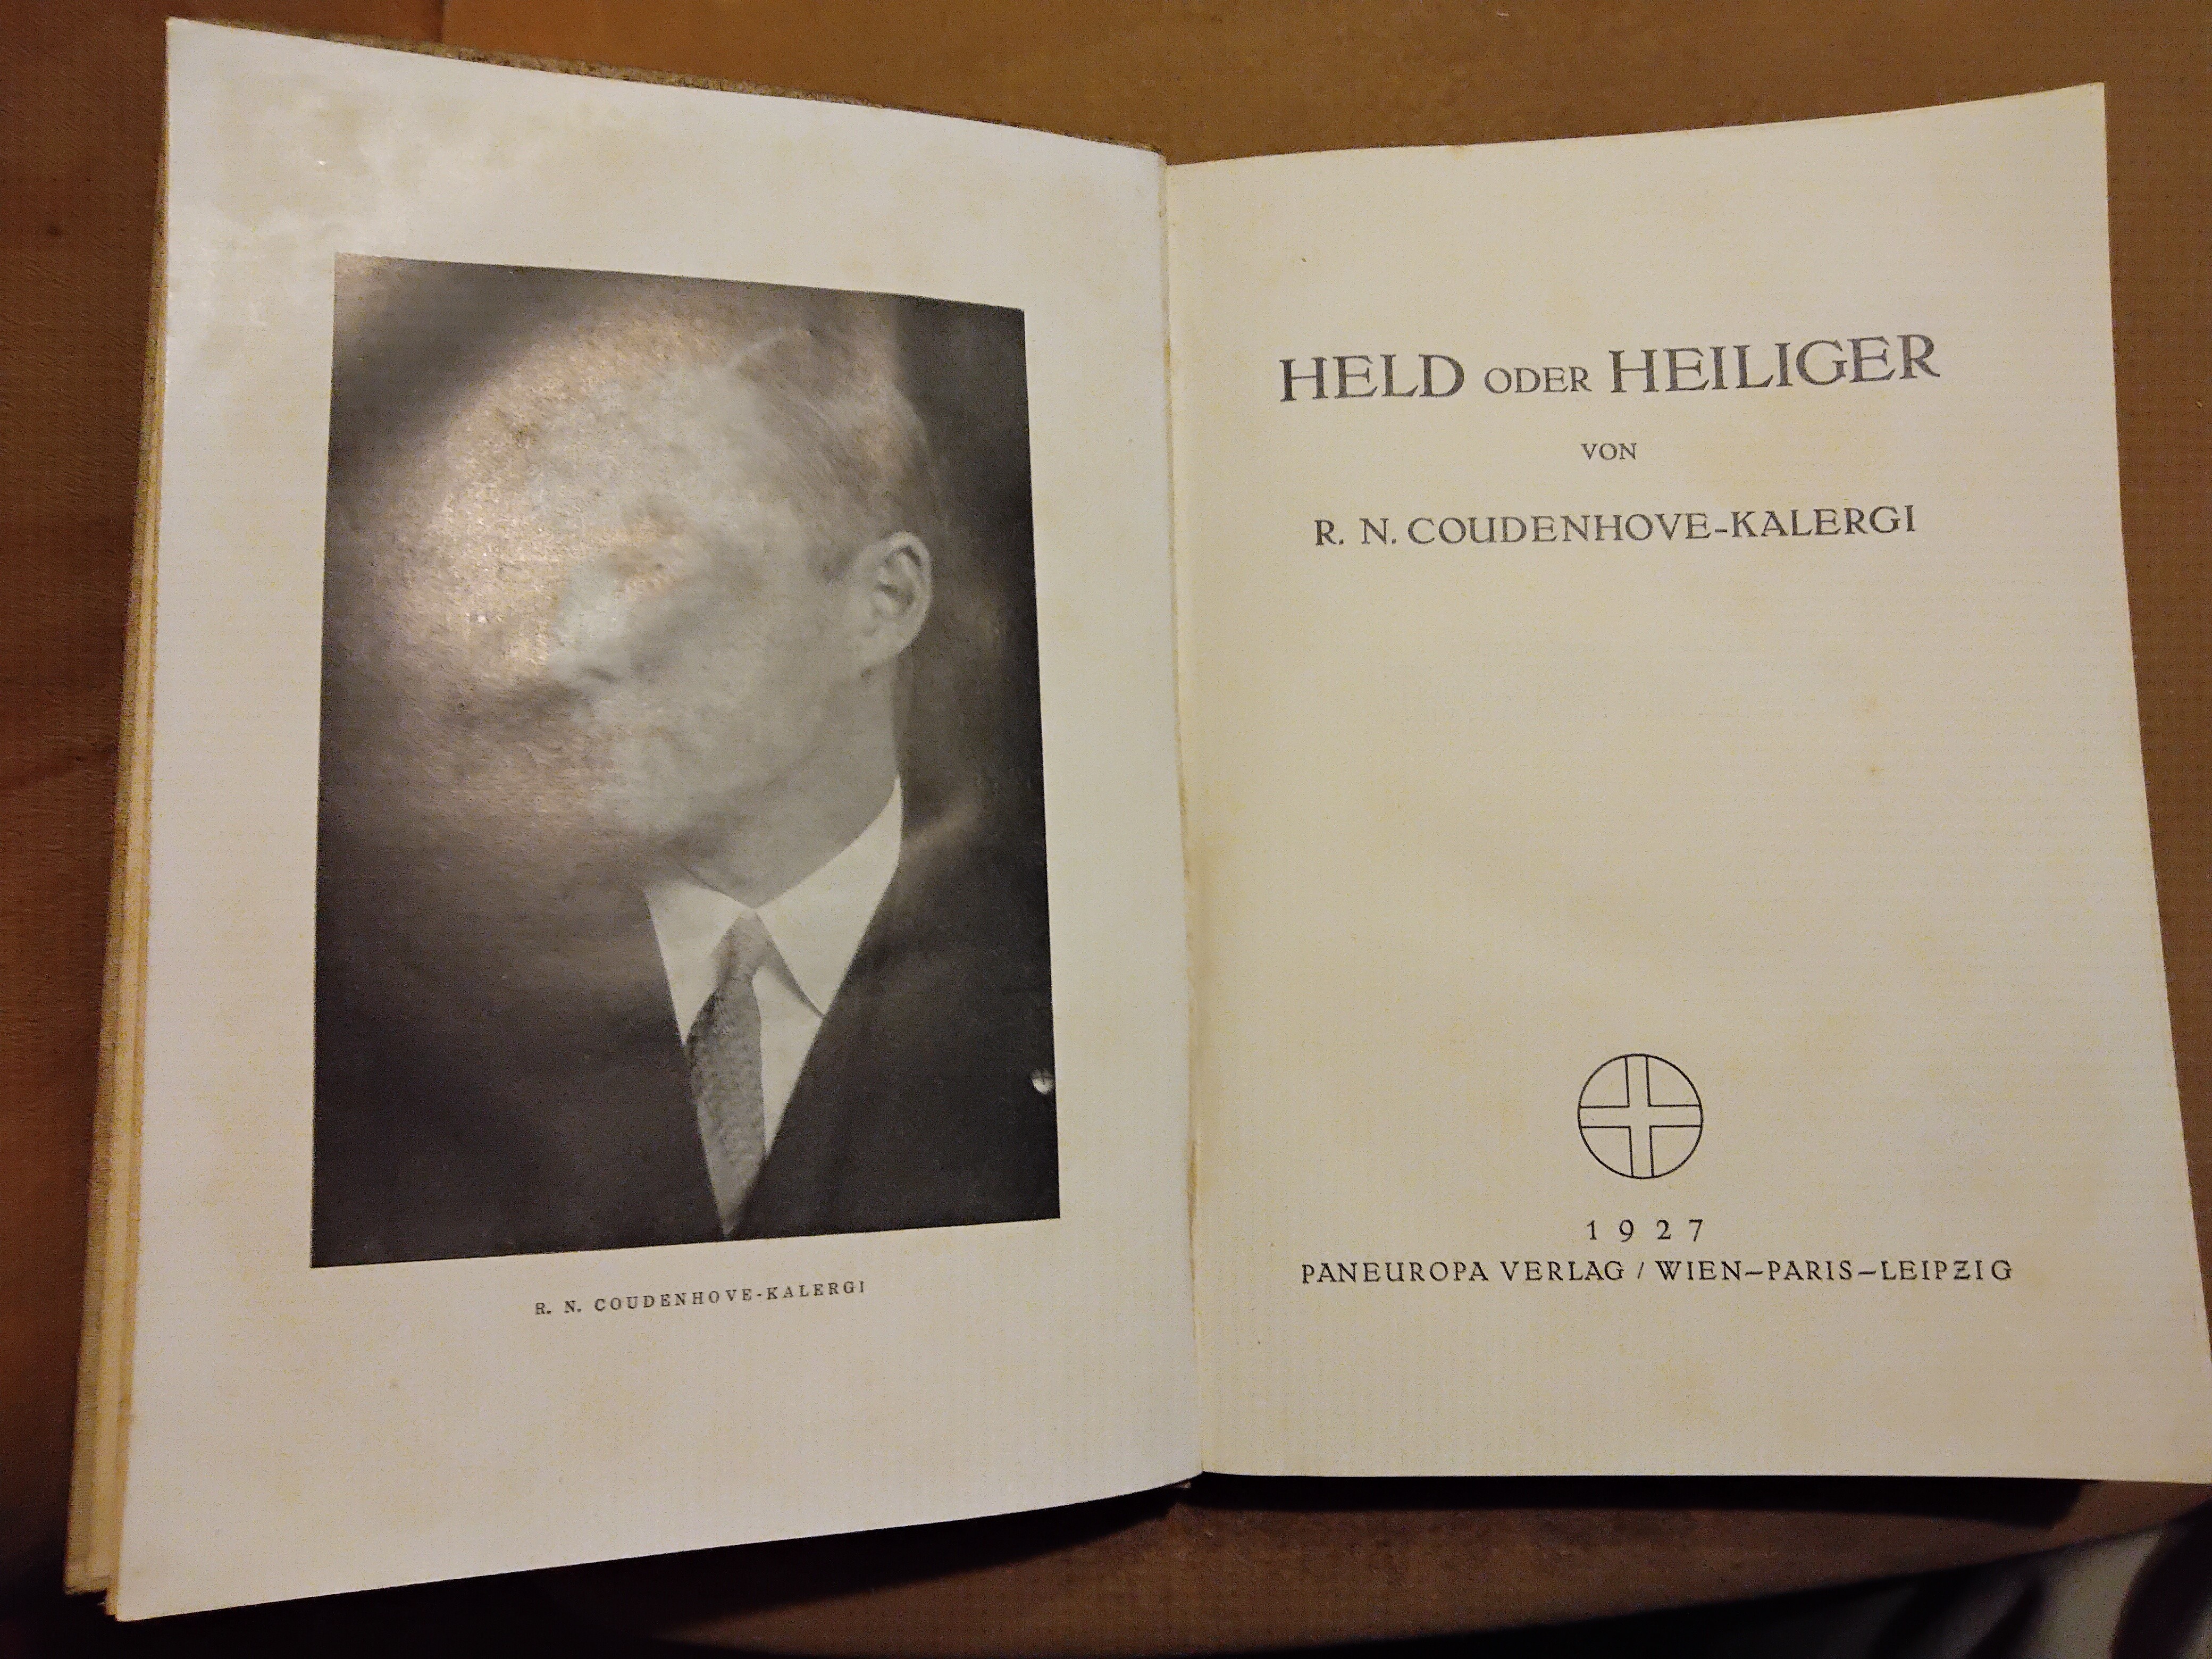 R. N. COUDENHOVE-KALERGI
HELD ODER HEILIGER
VON
R. N. COUDENHOVE-KALERGI
1927
PANEUROPA VERLAG / WIEN–PARIS–LEIPZIG